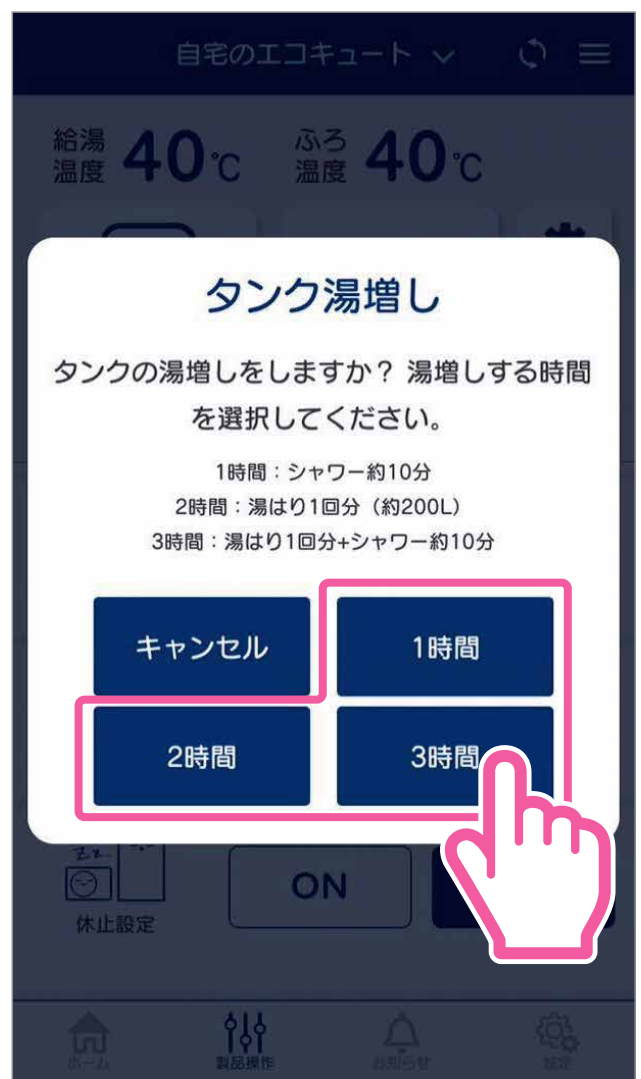 自宅のエコキュート
給湯温度 40℃ ふろ温度 40℃
タンク湯増し
タンクの湯増しをしますか？ 湯増しする時間
を選択してください。
1時間：シャワー約10分
2時間：湯はり1回分（約200L）
3時間：湯はり1回分+シャワー約10分
キャンセル 1時間
2時間 3時間
ON
休止設定
ホーム 製品操作 お知らせ 設定